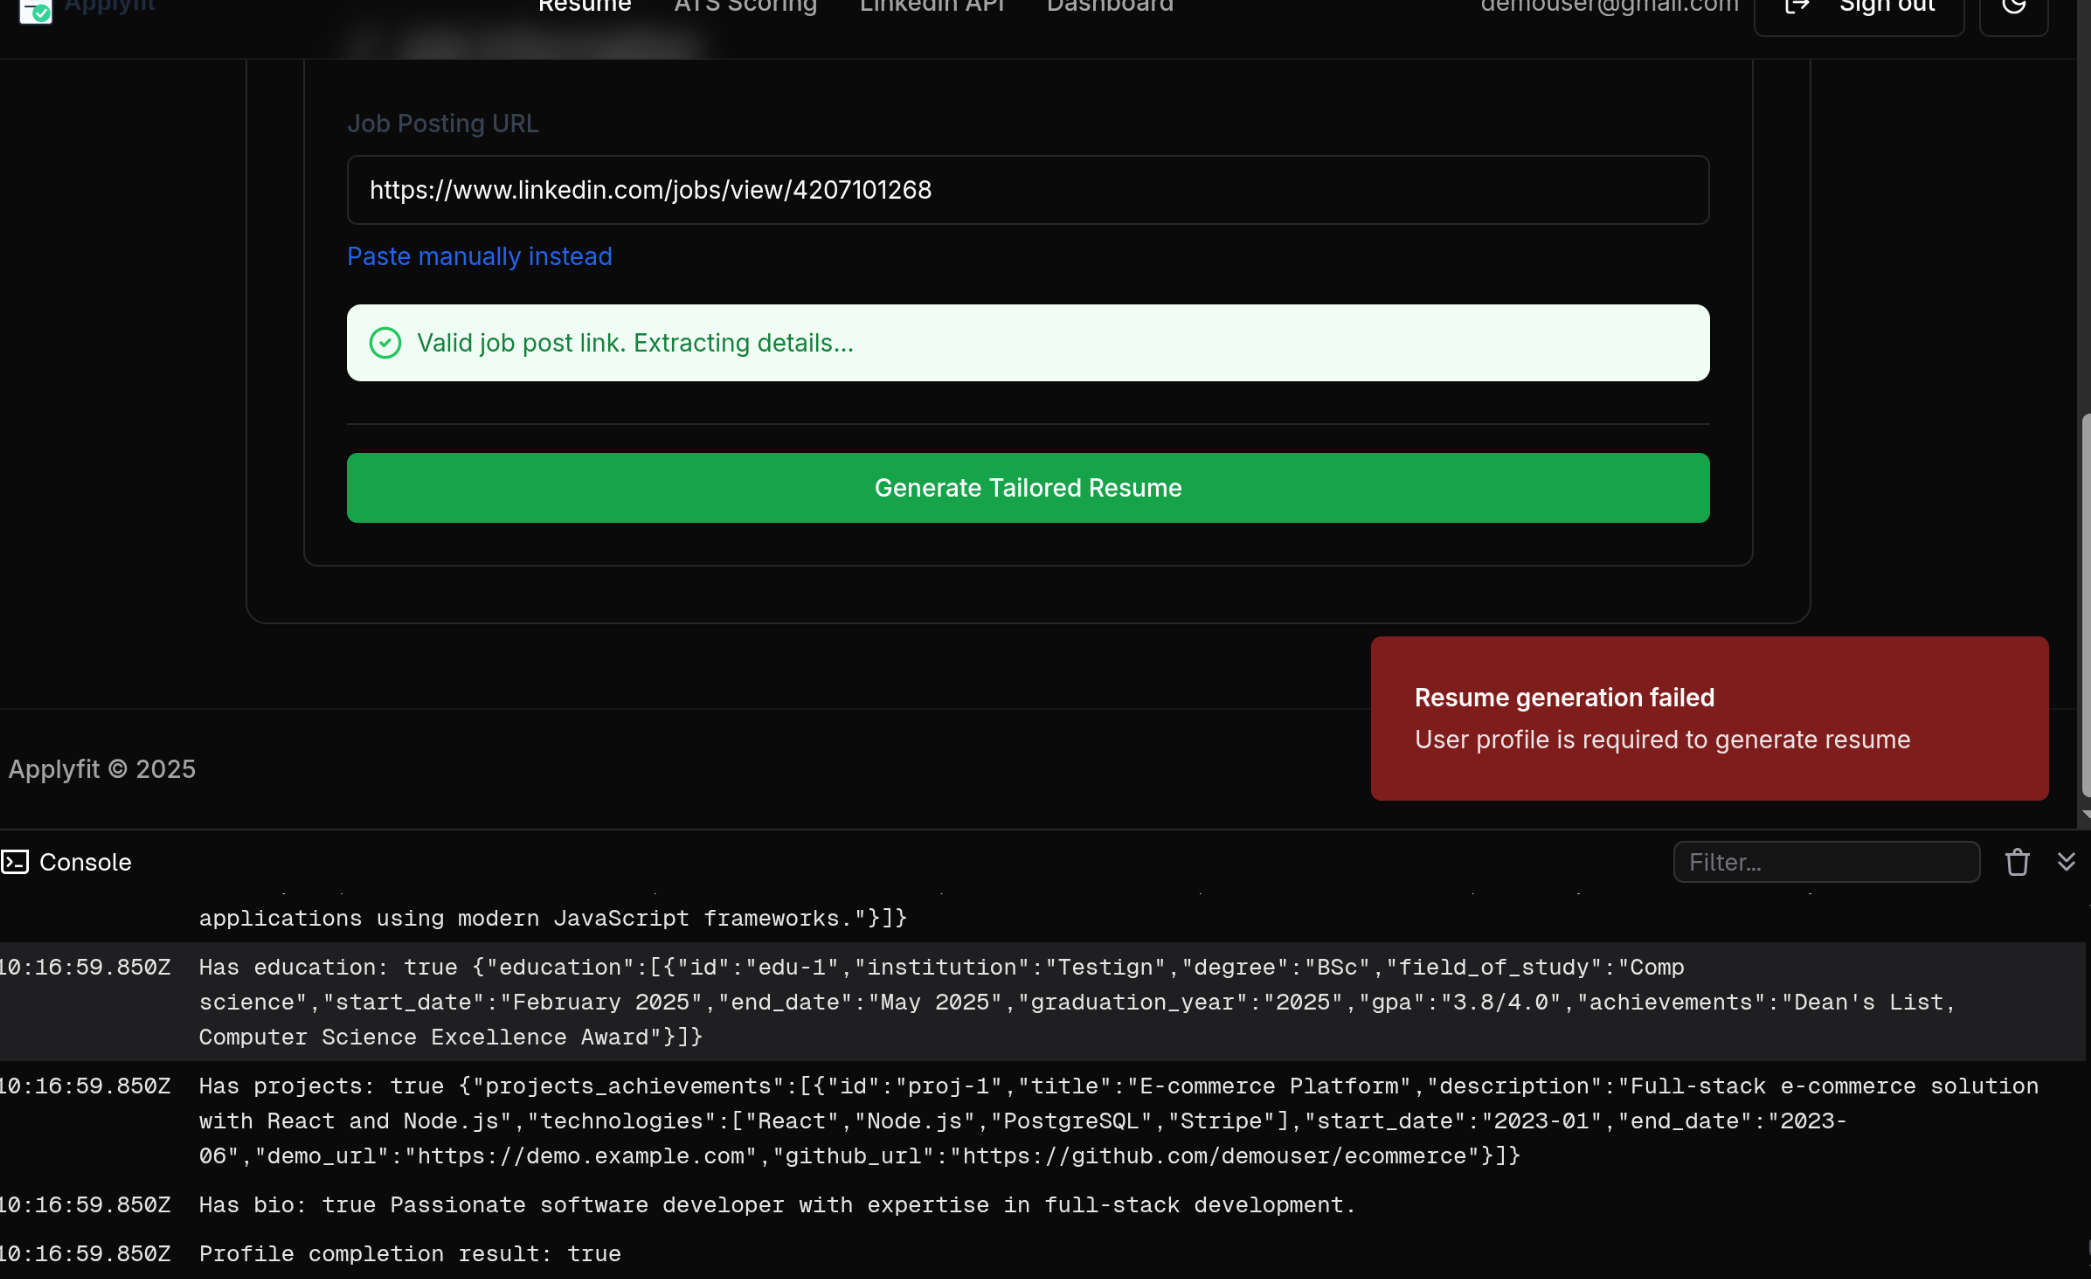 Applyfit
Resume
ATS Scoring
LinkedIn API
Dashboard
demouser@gmail.com
Sign out
Job Posting URL
https://www.linkedin.com/jobs/view/4207101268
Paste manually instead
Valid job post link. Extracting details...
Generate Tailored Resume
Resume generation failed
User profile is required to generate resume
Applyfit © 2025
Console
Filter...
applications using modern JavaScript frameworks."}]}
10:16:59.850Z Has education: true {"education":[{"id":"edu-1","institution":"Testign","degree":"BSc","field_of_study":"Comp
science","start_date":"February 2025","end_date":"May 2025","graduation_year":"2025","gpa":"3.8/4.0","achievements":"Dean's List,
Computer Science Excellence Award"}]}
10:16:59.850Z Has projects: true {"projects_achievements":[{"id":"proj-1","title":"E-commerce Platform","description":"Full-stack e-commerce solution
with React and Node.js","technologies":["React","Node.js","PostgreSQL","Stripe"],"start_date":"2023-01","end_date":"2023-
06","demo_url":"https://demo.example.com","github_url":"https://github.com/demouser/ecommerce"}]}
10:16:59.850Z Has bio: true Passionate software developer with expertise in full-stack development.
10:16:59.850Z Profile completion result: true